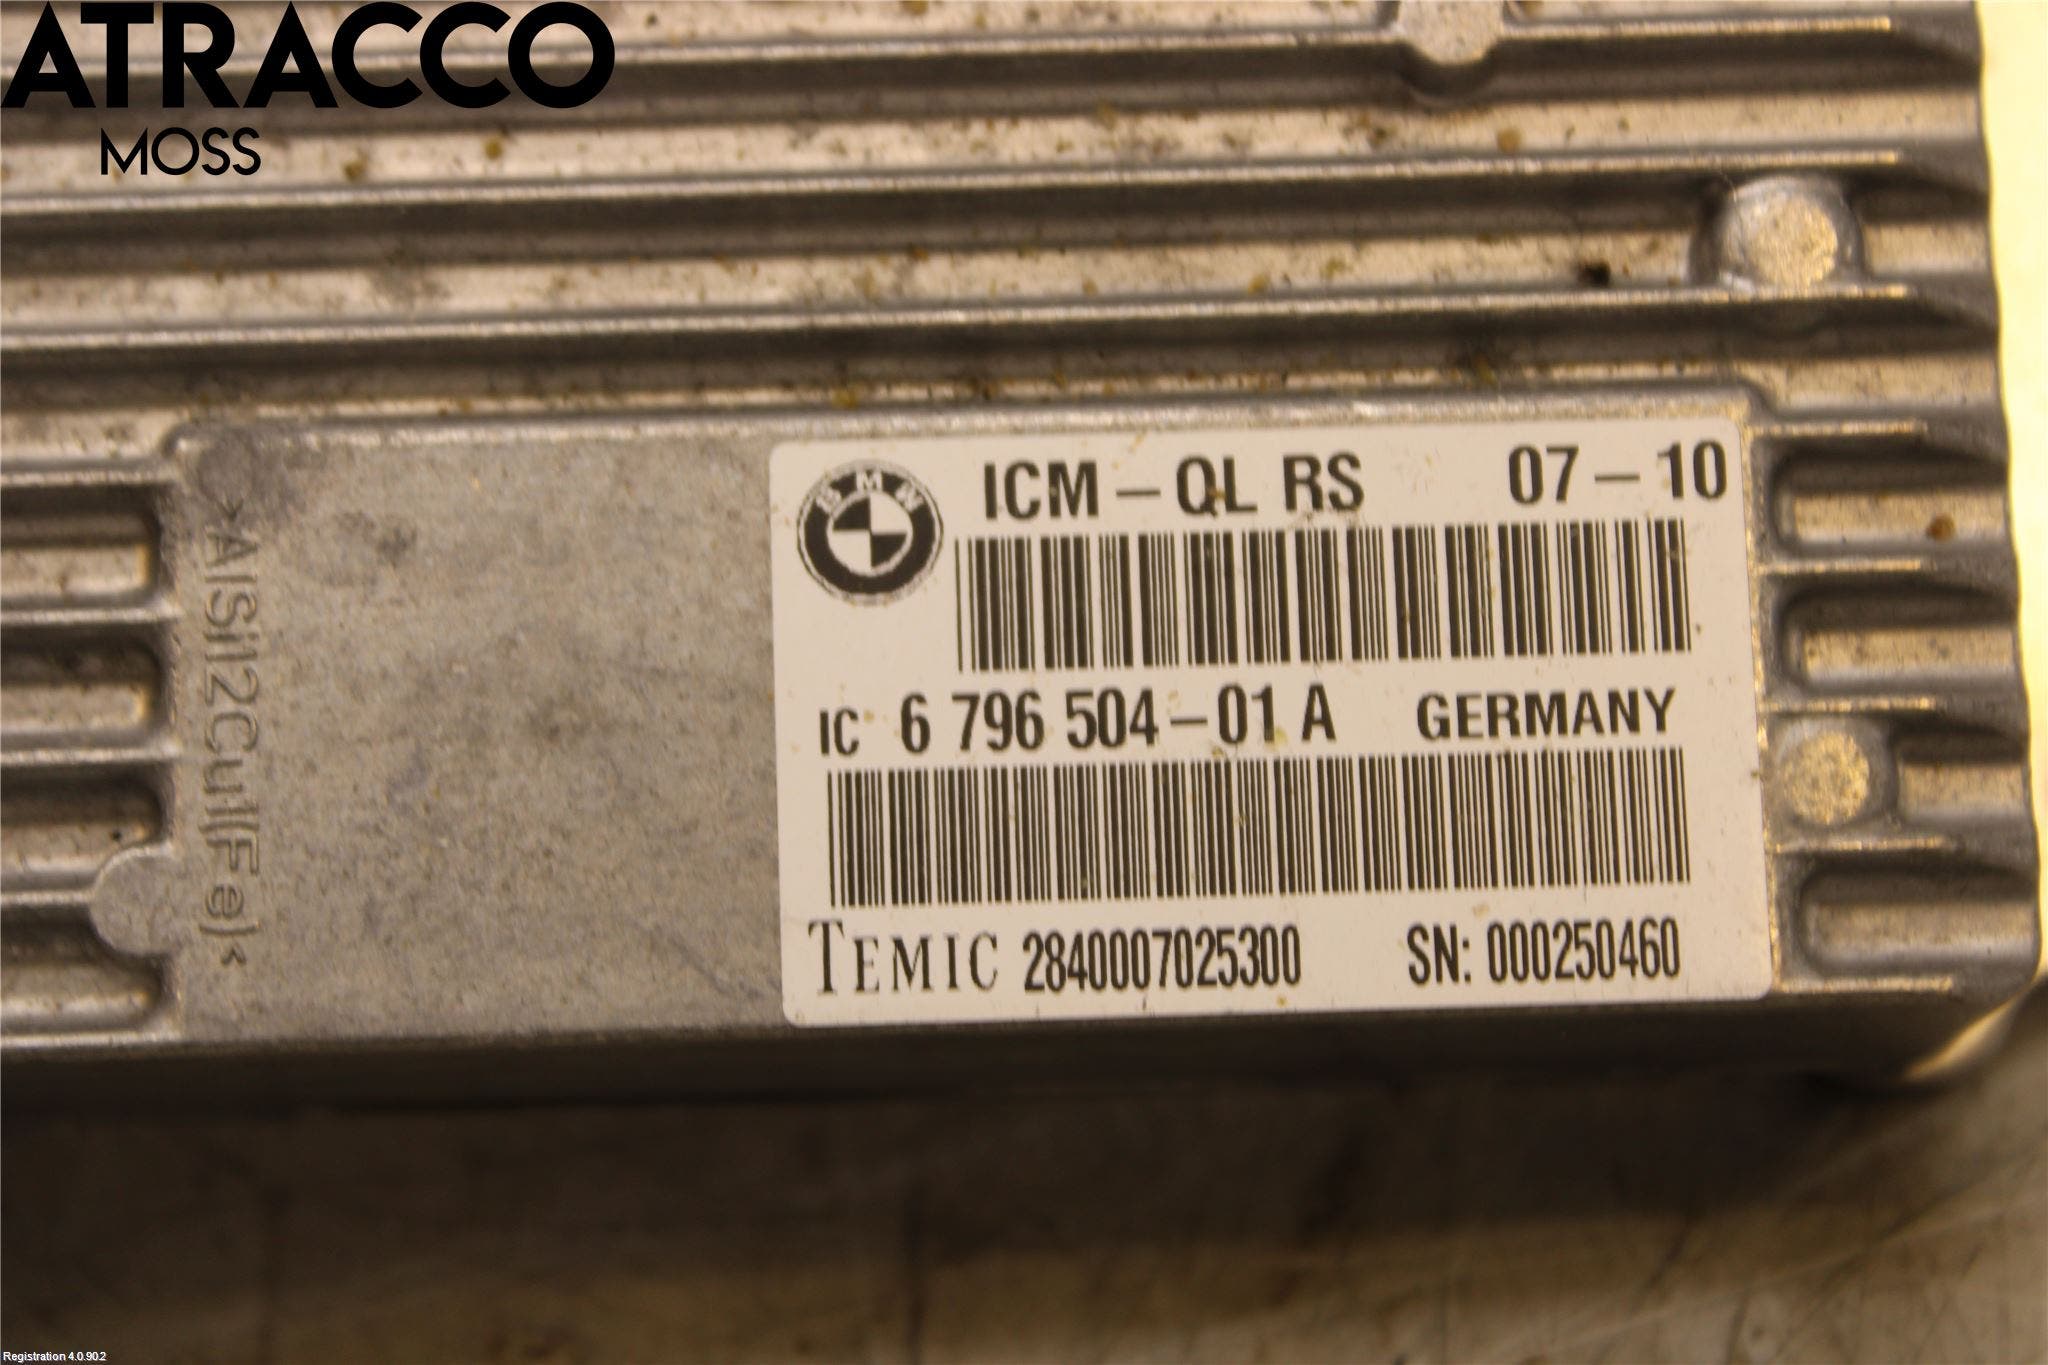 ATRACCO
MOSS
BMW
ICM – QL RS 07 – 10
IC 6 796 504 – 01 A GERMANY
TEMIC 2840007025300 SN: 000250460
>AlSi12Cu1(Fe)<
Registration 4.0.90.2